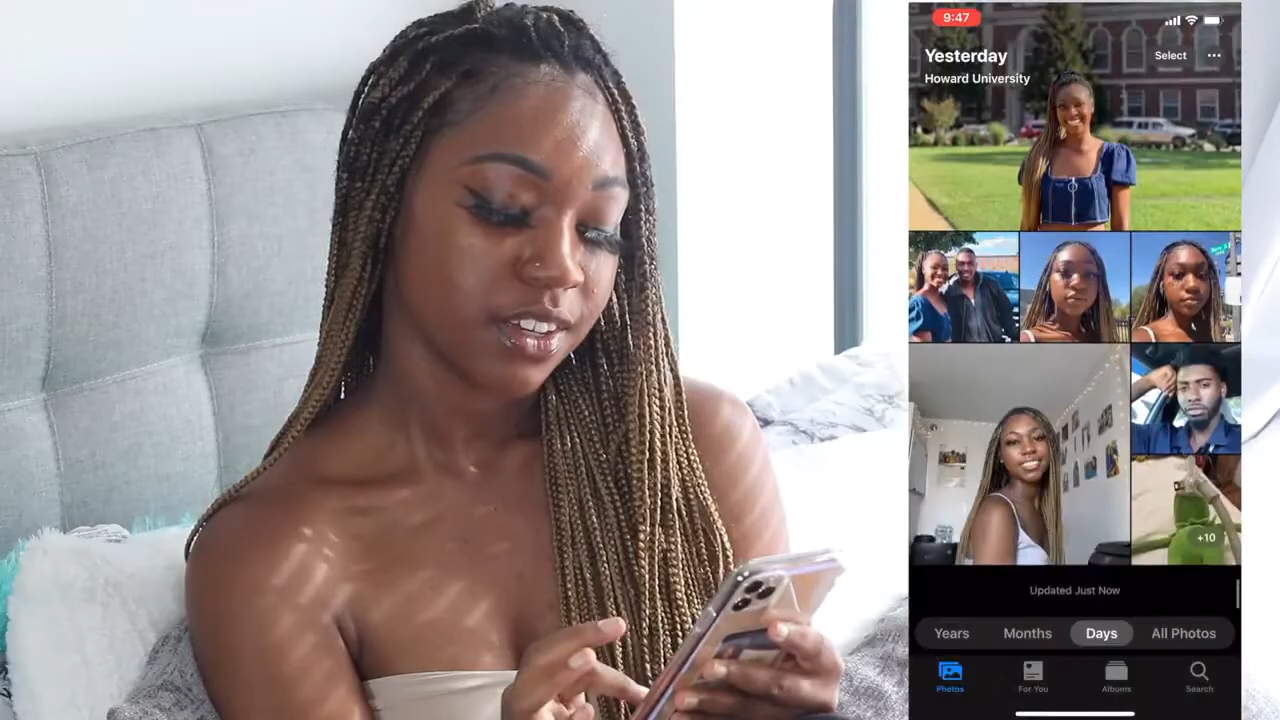 9:47
Yesterday
Select
Howard University
+10
Updated Just Now
Years
Months
Days
All Photos
Photos
For You
Albums
Search